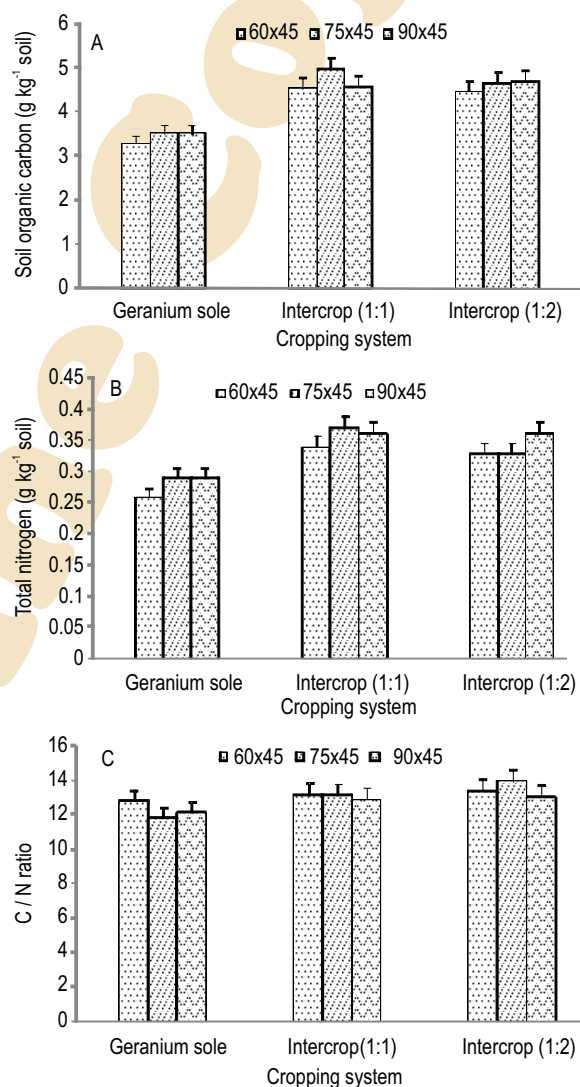 A
60x45 75x45 90x45
Soil organic carbon (g kg⁻¹ soil)
6
5
4
3
2
1
0
Geranium sole Intercrop (1:1) Intercrop (1:2)
Cropping system
B
60x45 75x45 90x45
Total nitrogen (g kg⁻¹ soil)
0.45
0.4
0.35
0.3
0.25
0.2
0.15
0.1
0.05
0
Geranium sole Intercrop (1:1) Intercrop (1:2)
Cropping system
C
60x45 75x45 90x45
C / N ratio
16
14
12
10
8
6
4
2
0
Geranium sole Intercrop(1:1) Intercrop (1:2)
Cropping system